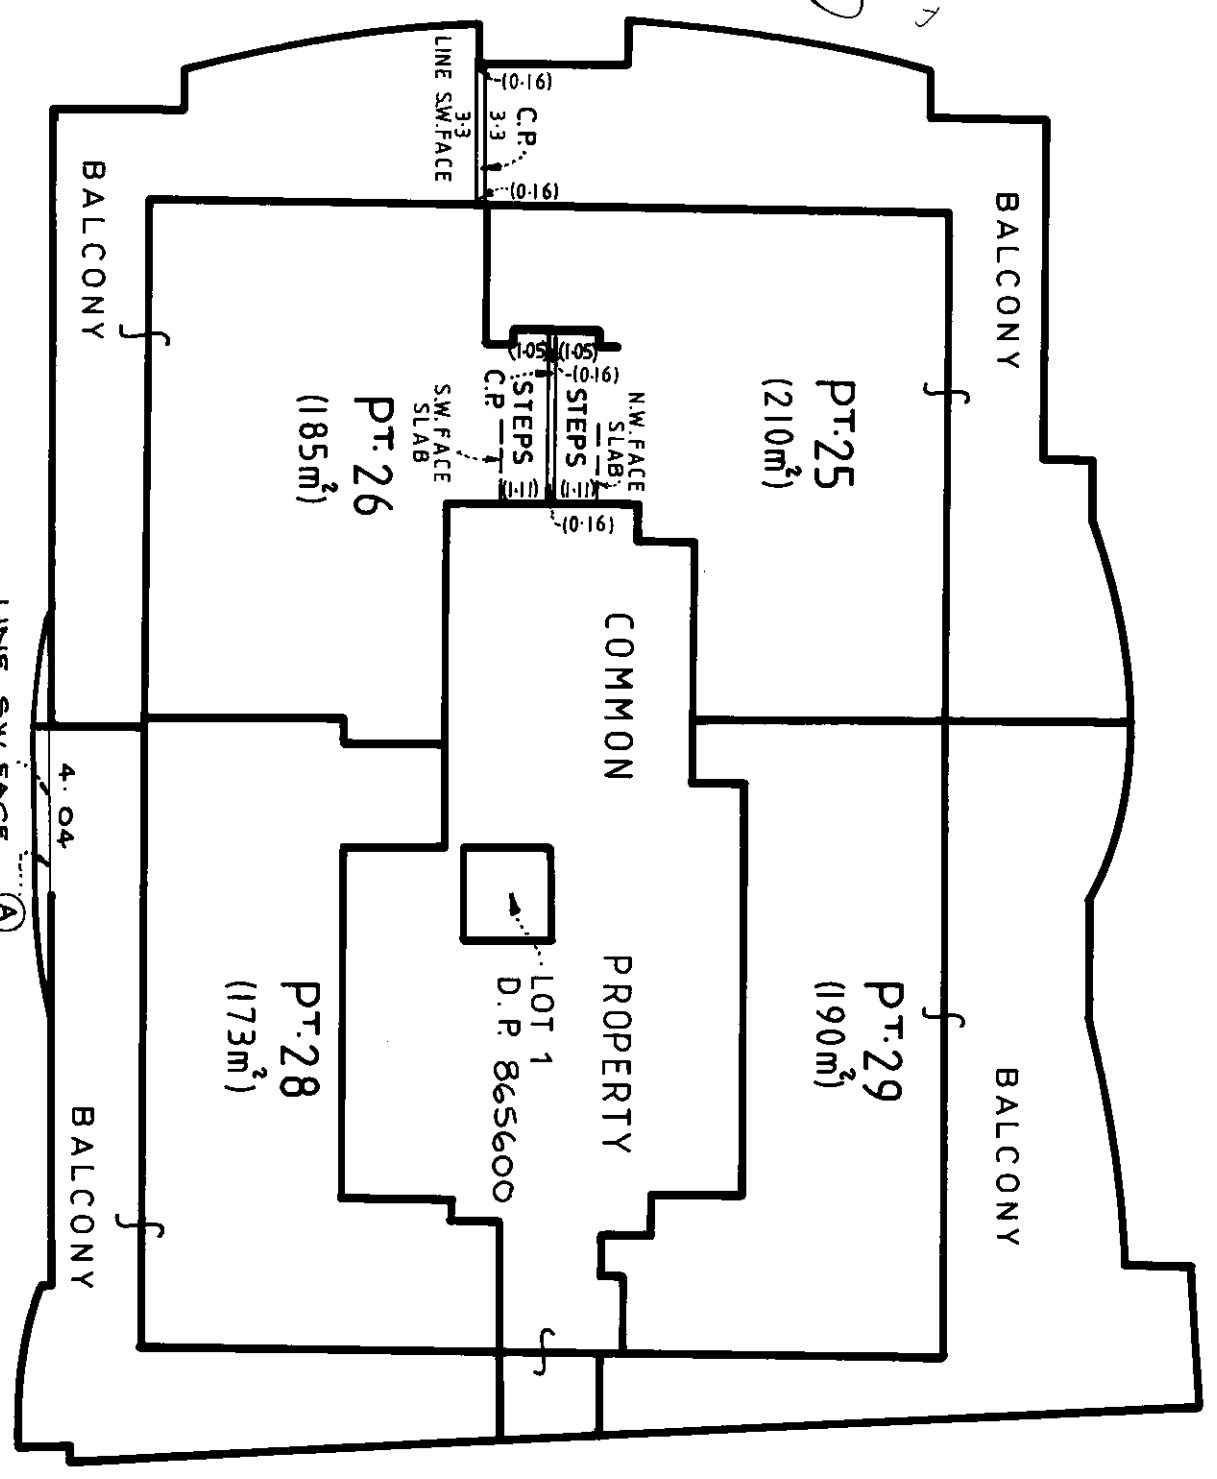 BALCONY
BALCONY
PT.25
(210m²)
PT.26
(185m²)
PT.29
(190m²)
PT.28
(173m²)
COMMON
PROPERTY
LOT 1
D.P. 865600
BALCONY
BALCONY
(0·16)
C.P.
3·3
3·3
LINE S.W.FACE
(0·16)
N.W.FACE
SLAB
(1·05)
(1·05)
(0·16)
STEPS
STEPS
C.P.
(1·11)
(1·11)
(0·16)
S.W.FACE
SLAB
4.04
LINE S.W.FACE
A